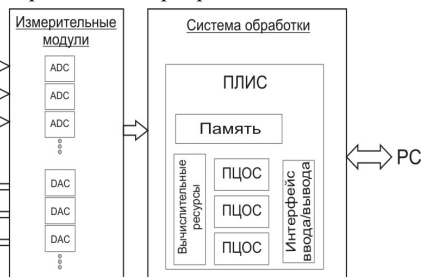 Измерительные
модули
ADC
ADC
ADC
DAC
DAC
DAC
Система обработки
ПЛИС
Память
Вычислительные
ресурсы
ПЦОС
ПЦОС
ПЦОС
Интерфейс
ввода/вывода
PC